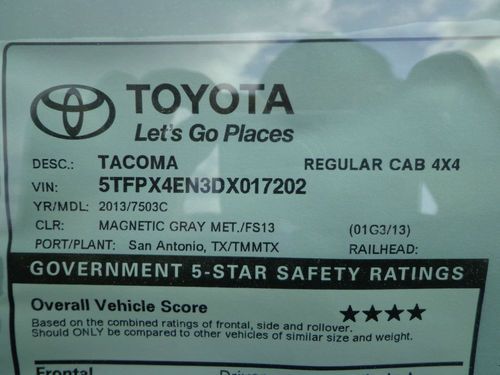 TOYOTA
Let's Go Places
DESC.: TACOMA REGULAR CAB 4X4
VIN: 5TFPX4EN3DX017202
YR/MDL: 2013/7503C
CLR: MAGNETIC GRAY MET./FS13 (01G3/13)
PORT/PLANT: San Antonio, TX/TMMTX RAILHEAD:
GOVERNMENT 5-STAR SAFETY RATINGS
Overall Vehicle Score ★★★★
Based on the combined ratings of frontal, side and rollover.
Should ONLY be compared to other vehicles of similar size and weight.
Frontal Driver